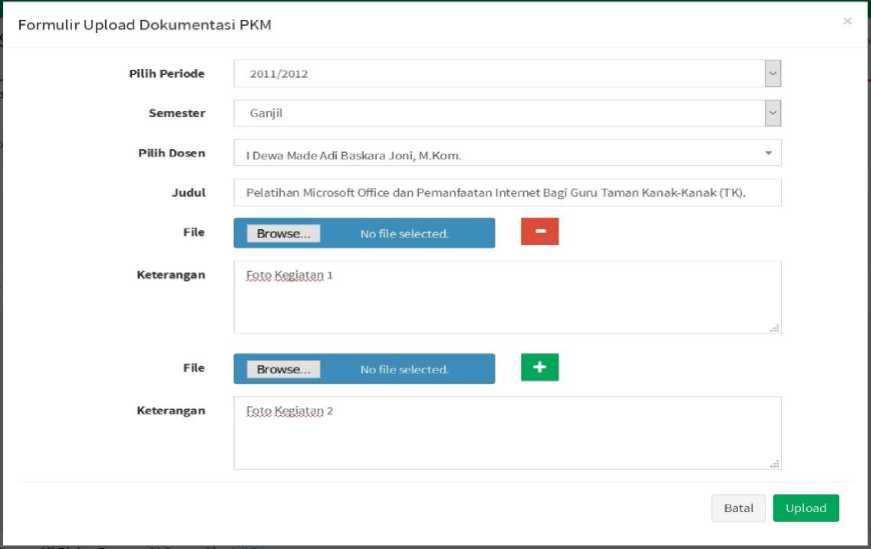 Formulir Upload Dokumentasi PKM ×
Pilih Periode 2011/2012
Semester Ganjil
Pilih Dosen I Dewa Made Adi Baskara Joni, M.Kom.
Judul Pelatihan Microsoft Office dan Pemanfaatan Internet Bagi Guru Taman Kanak-Kanak (TK).
File Browse... No file selected. −
Keterangan Foto Kegiatan 1
File Browse... No file selected. +
Keterangan Foto Kegiatan 2
Batal Upload